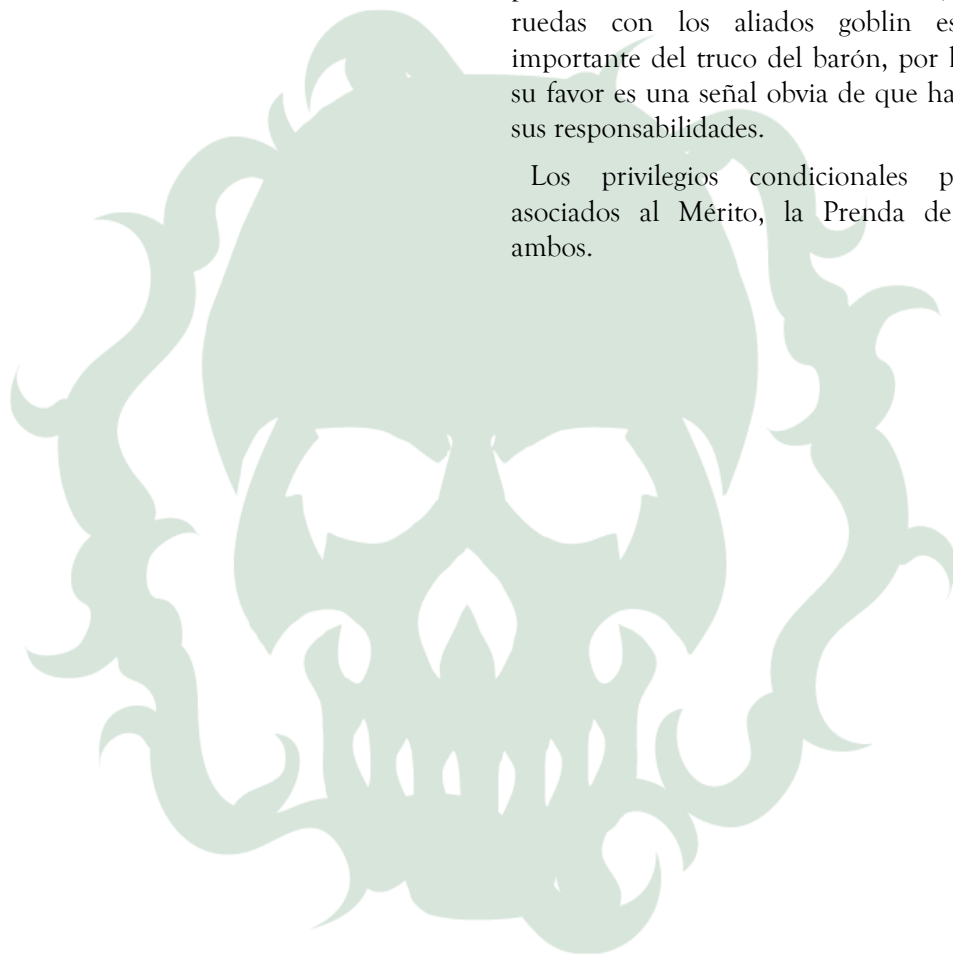 ruedas con los aliados goblin es
importante del truco del barón, por
su favor es una señal obvia de que ha
sus responsabilidades.
Los privilegios condicionales
asociados al Mérito, la Prenda de
ambos.